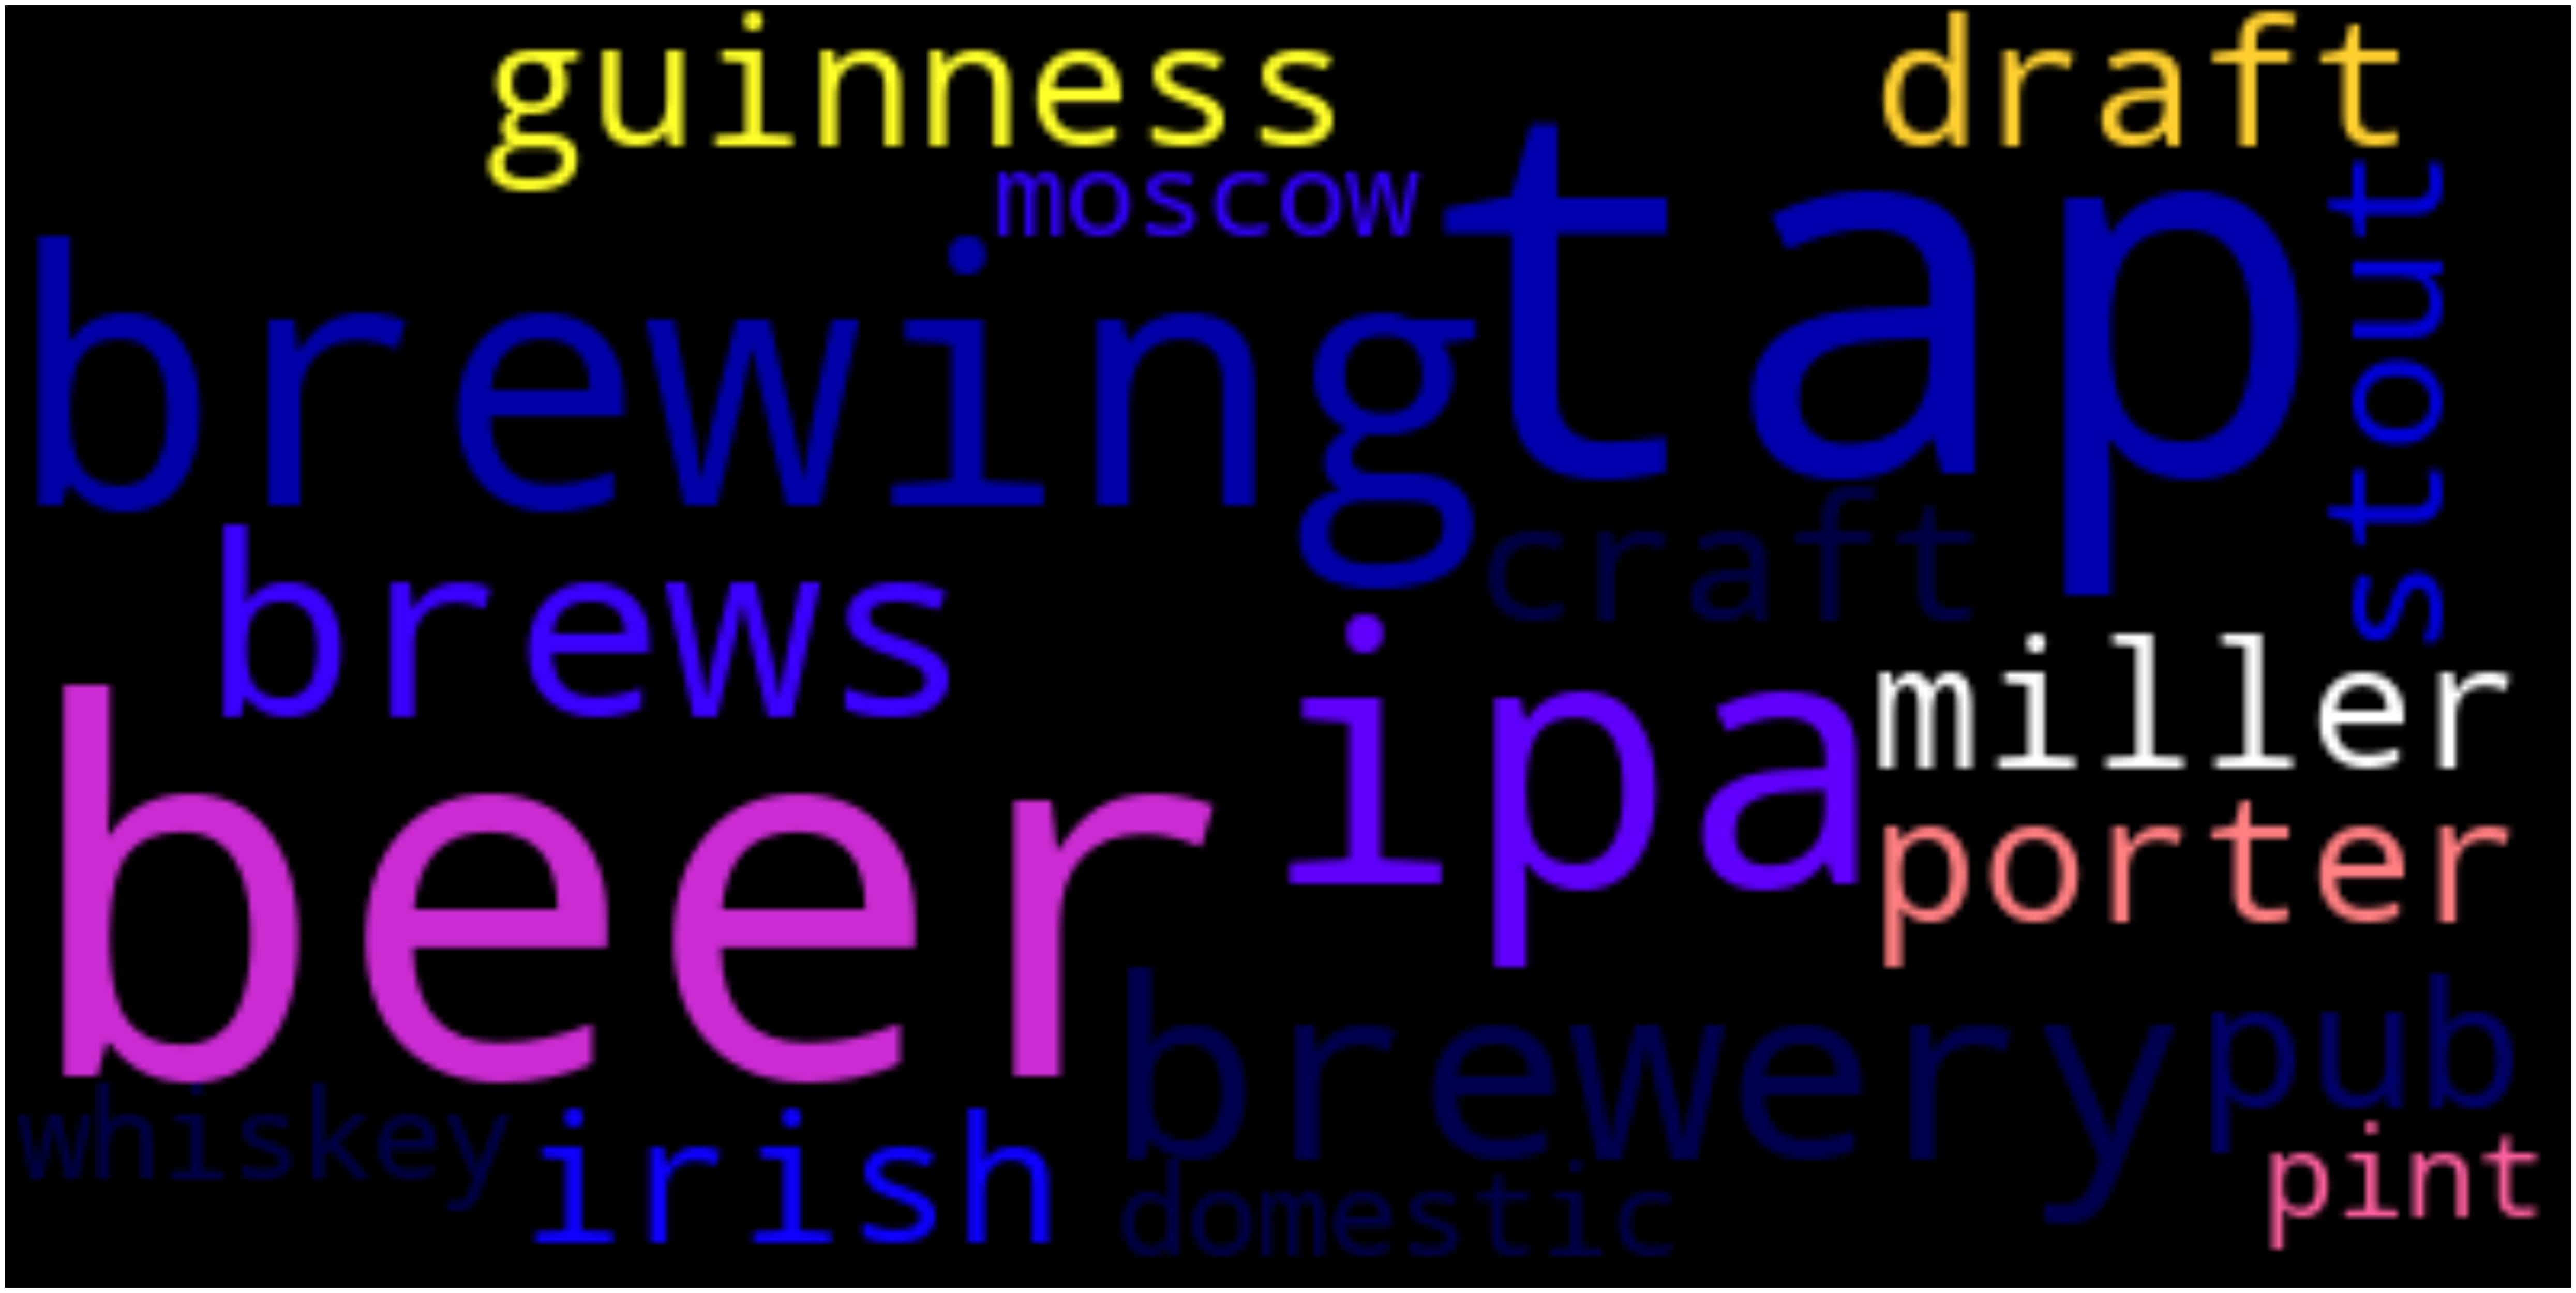 guinness
draft
moscow
tap
stout
brewing
craft
brews
ipa
miller
beer
porter
brewery
pub
whiskey
irish
domestic
pint